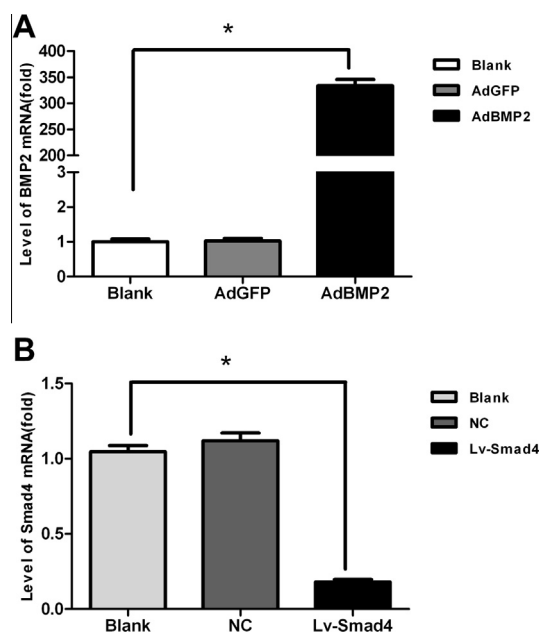 A
*
Level of BMP2 mRNA(fold)
400
350
300
250
200
3
2
1
0
Blank
AdGFP
AdBMP2
Blank
AdGFP
AdBMP2
B
*
Level of Smad4 mRNA(fold)
1.5
1.0
0.5
0.0
Blank
NC
Lv-Smad4
Blank
NC
Lv-Smad4